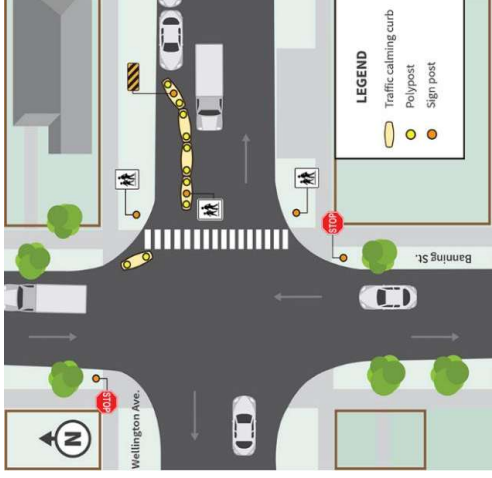 LEGEND
Traffic calming curb
Polypost
Sign post
STOP
Banning St.
STOP
Wellington Ave.
N